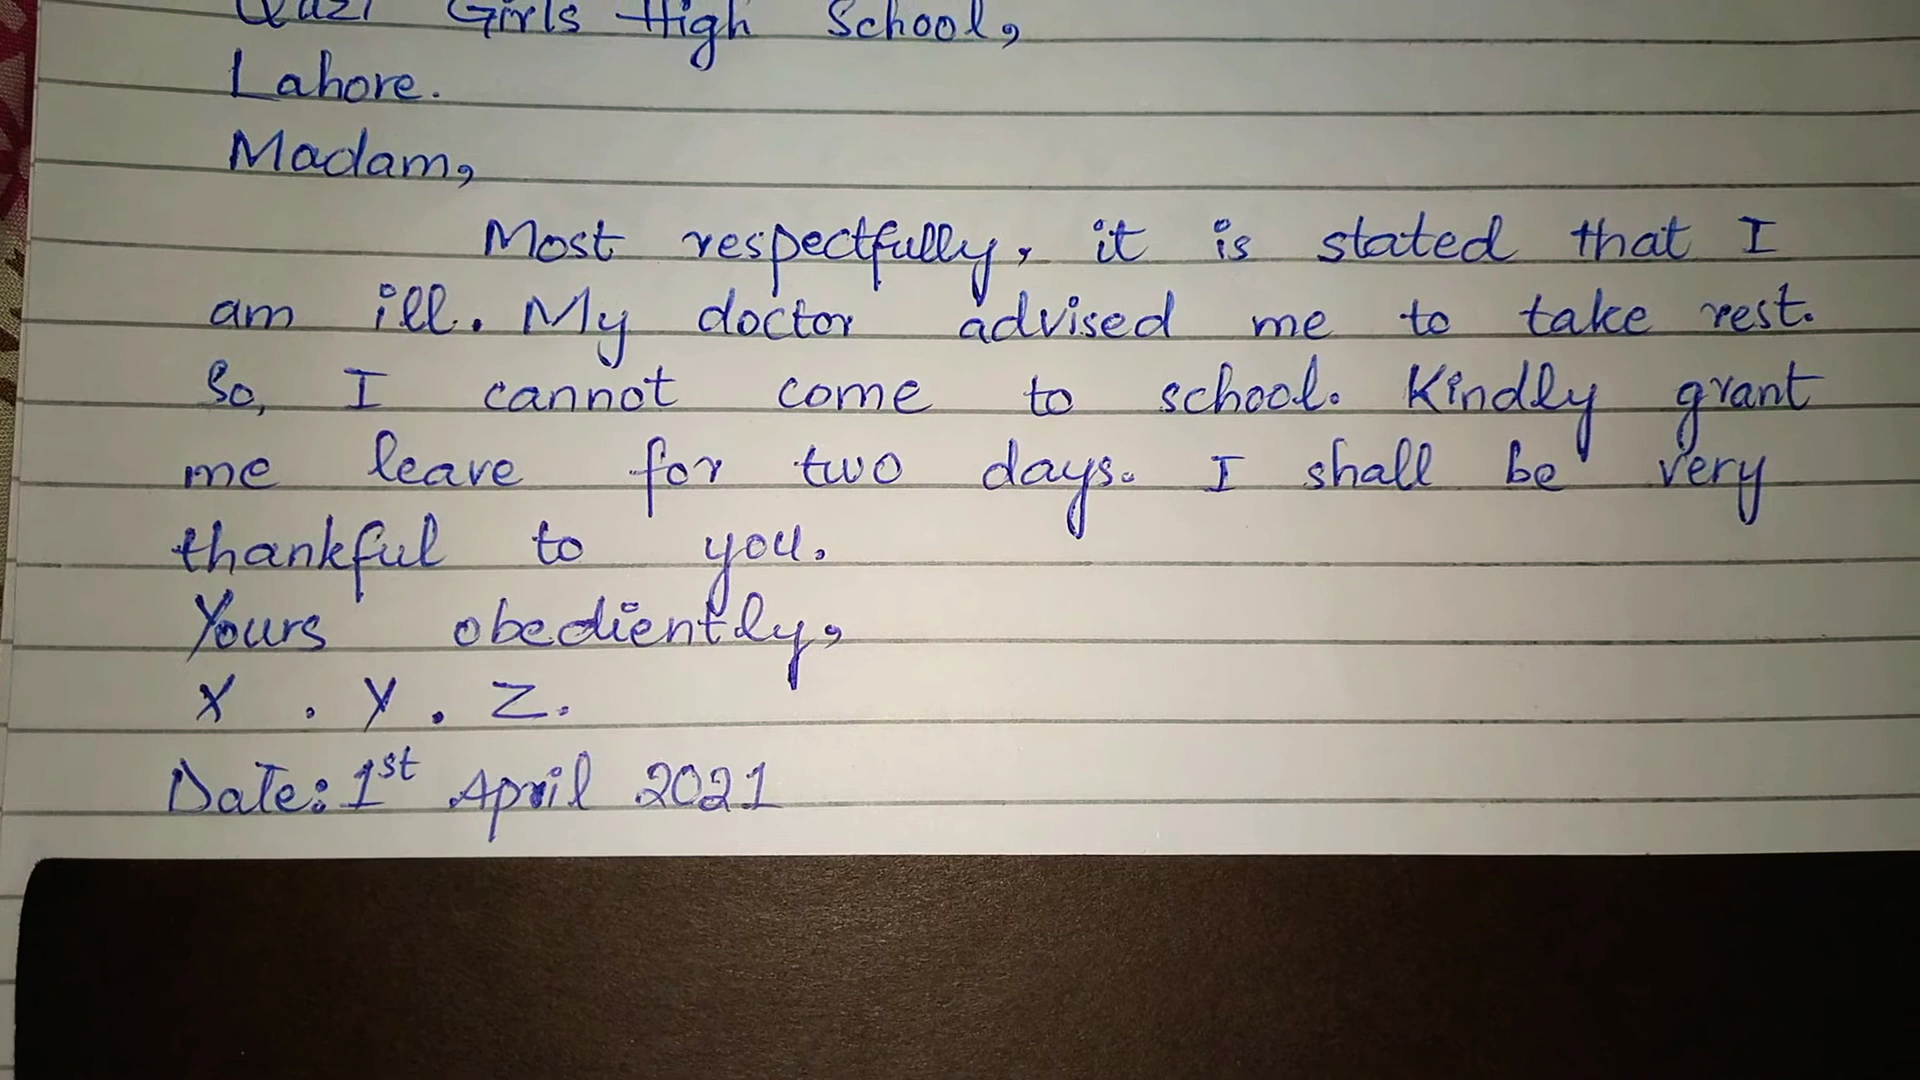 Qazi Girls High School,
Lahore.
Madam,
Most respectfully, it is stated that I
am ill. My doctor advised me to take rest.
So, I cannot come to school. Kindly grant
me leave for two days. I shall be very
thankful to you.
Yours obediently,
X . Y . Z.
Date: 1st April 2021